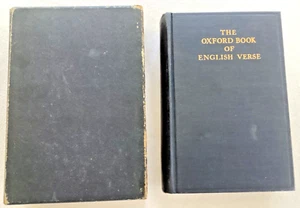 THE
OXFORD BOOK
OF
ENGLISH VERSE